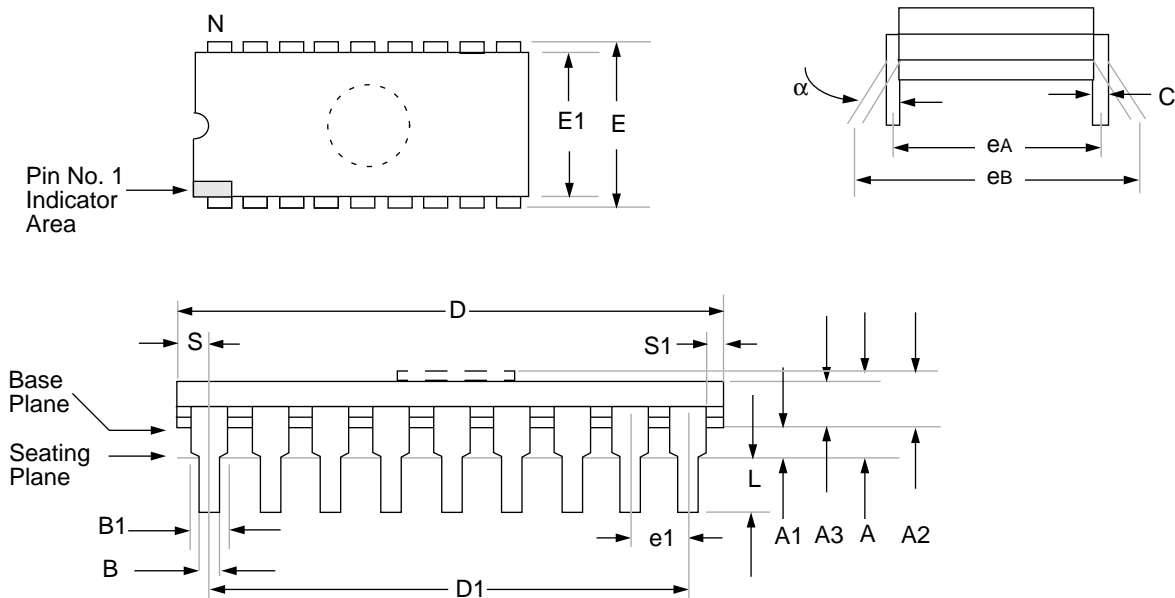 N
E1
E
Pin No. 1
Indicator
Area
α
C
eA
eB
D
S
S1
Base
Plane
Seating
Plane
L
B1
e1
A1
A3
A
A2
B
D1